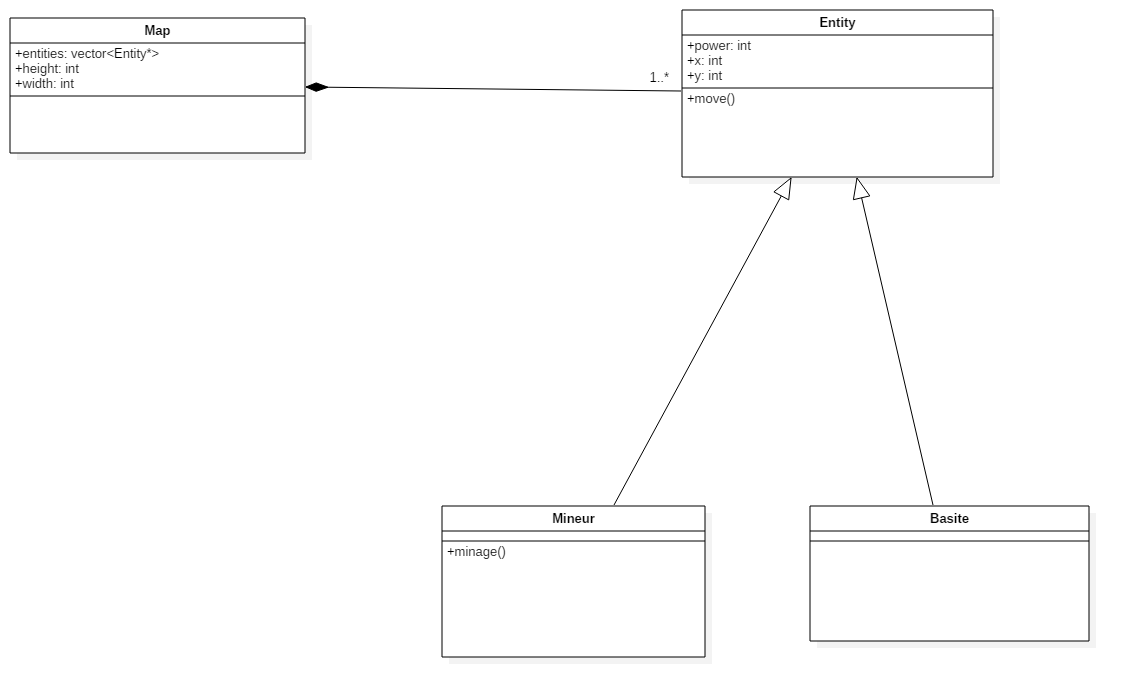 Map
+entities: vector<Entity*>
+height: int
+width: int
1..*
Entity
+power: int
+x: int
+y: int
+move()
Mineur
+minage()
Basite